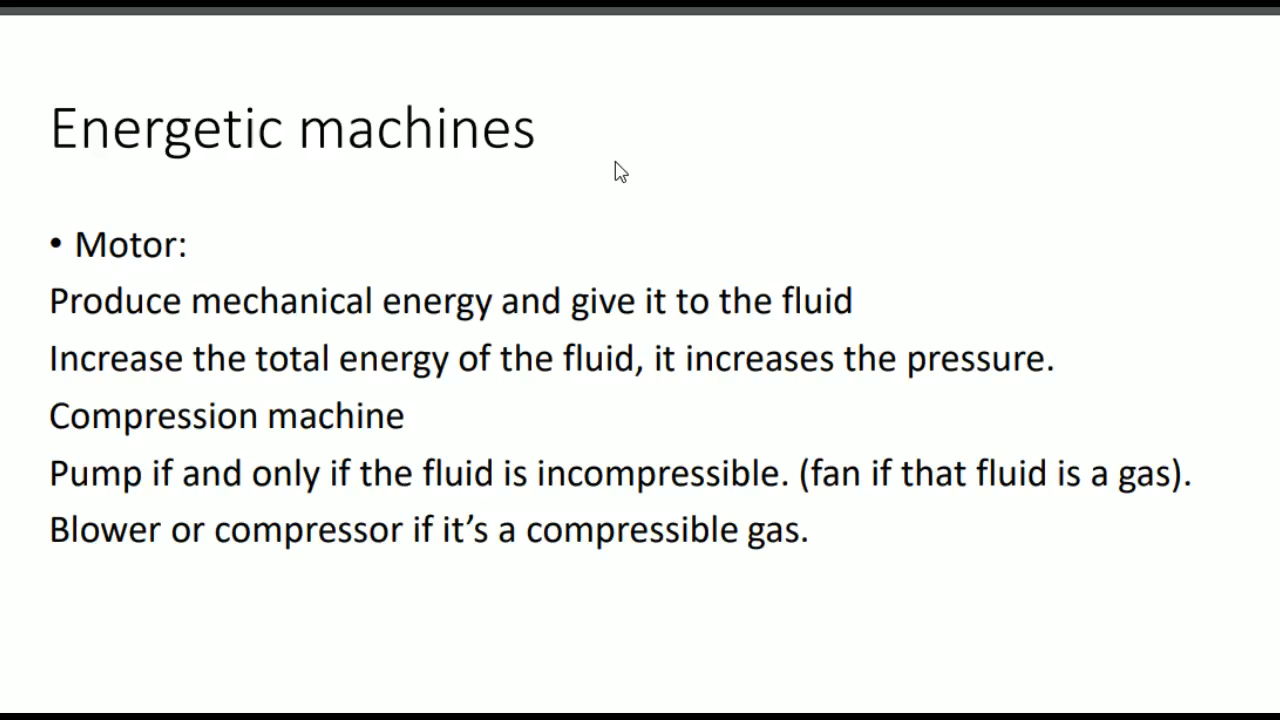 Energetic machines
• Motor:
Produce mechanical energy and give it to the fluid
Increase the total energy of the fluid, it increases the pressure.
Compression machine
Pump if and only if the fluid is incompressible. (fan if that fluid is a gas).
Blower or compressor if it’s a compressible gas.